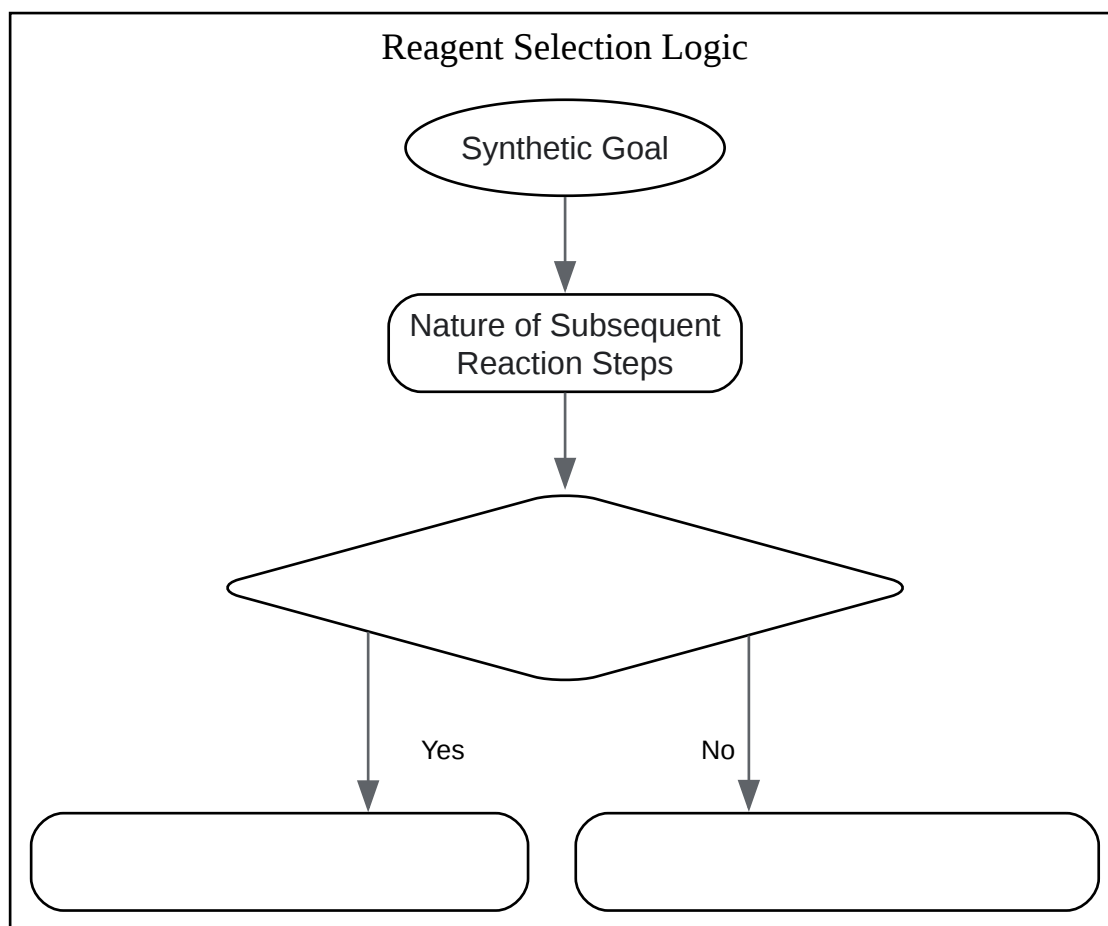 Reagent Selection Logic
Synthetic Goal
Nature of Subsequent
Reaction Steps
Yes
No